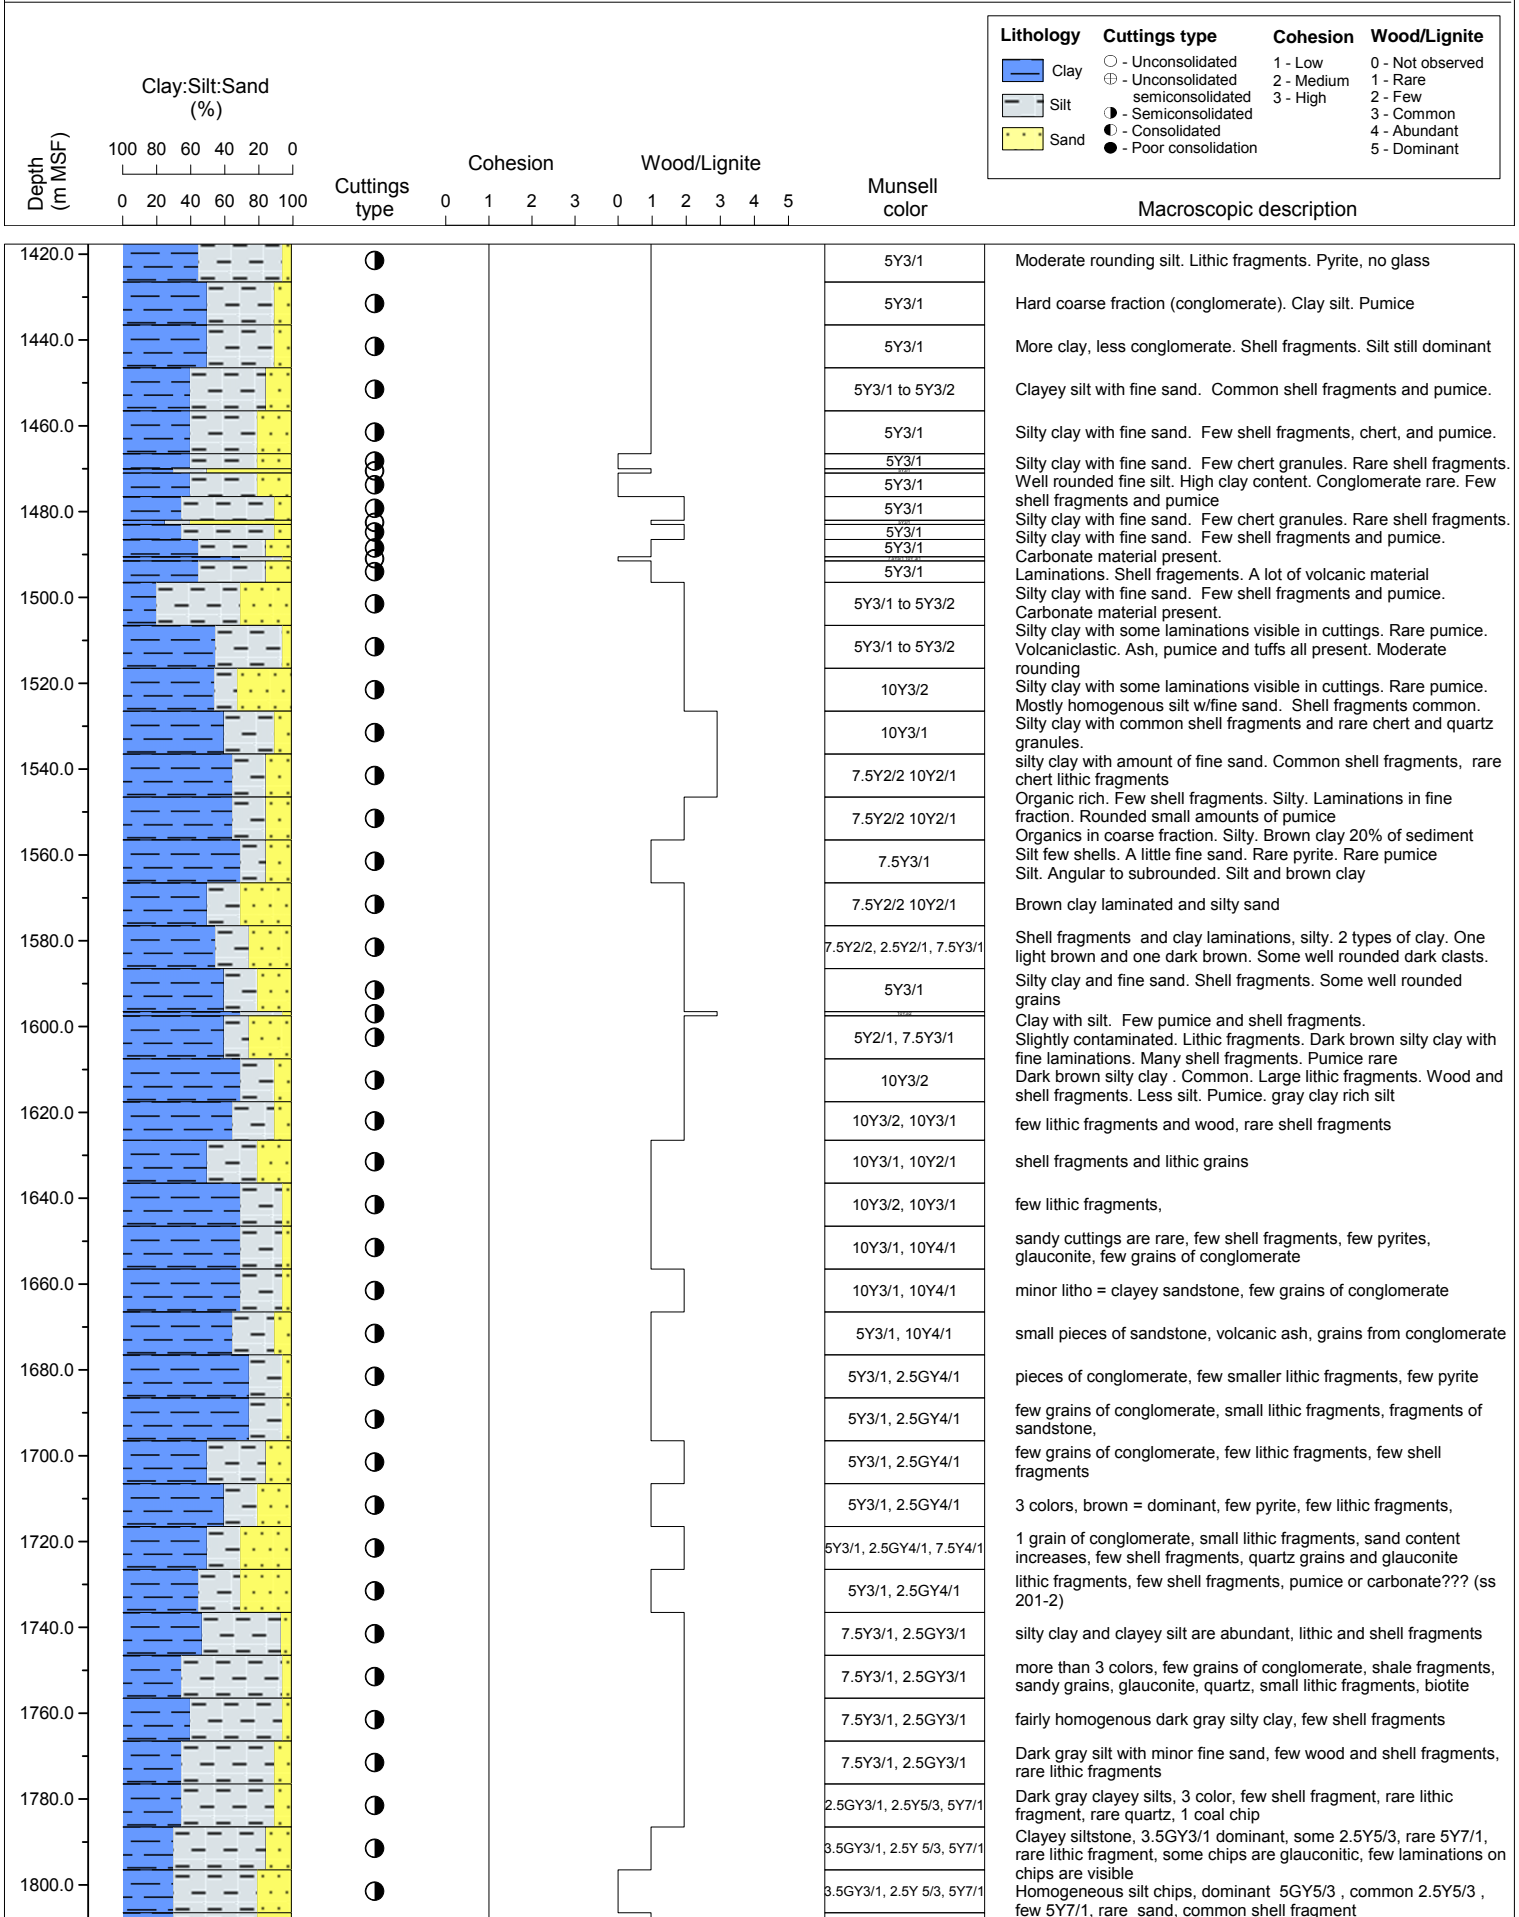 Lithology
Clay
Silt
Sand
Cuttings type
- Unconsolidated
- Unconsolidated
semiconsolidated
- Semiconsolidated
- Consolidated
- Poor consolidation
Cohesion
1 - Low
2 - Medium
3 - High
Wood/Lignite
0 - Not observed
1 - Rare
2 - Few
3 - Common
4 - Abundant
5 - Dominant
Depth
(m MSF)
Clay:Silt:Sand
(%)
100 80 60 40 20 0
0 20 40 60 80 100
Cuttings
type
Cohesion
0 1 2 3
Wood/Lignite
0 1 2 3 4 5
Munsell
color
Macroscopic description
1420.0
1440.0
1460.0
1480.0
1500.0
1520.0
1540.0
1560.0
1580.0
1600.0
1620.0
1640.0
1660.0
1680.0
1700.0
1720.0
1740.0
1760.0
1780.0
1800.0
5Y3/1
5Y3/1
5Y3/1
5Y3/1 to 5Y3/2
5Y3/1
5Y3/1
5Y3/1
5Y3/1
5Y3/1
5Y3/1
5Y3/1
5Y3/1 to 5Y3/2
5Y3/1 to 5Y3/2
10Y3/2
10Y3/1
7.5Y2/2 10Y2/1
7.5Y2/2 10Y2/1
7.5Y3/1
7.5Y2/2 10Y2/1
7.5Y2/2, 2.5Y2/1, 7.5Y3/1
5Y3/1
5Y2/1, 7.5Y3/1
10Y3/2
10Y3/2, 10Y3/1
10Y3/1, 10Y2/1
10Y3/2, 10Y3/1
10Y3/1, 10Y4/1
10Y3/1, 10Y4/1
5Y3/1, 10Y4/1
5Y3/1, 2.5GY4/1
5Y3/1, 2.5GY4/1
5Y3/1, 2.5GY4/1
5Y3/1, 2.5GY4/1
5Y3/1, 2.5GY4/1, 7.5Y4/1
5Y3/1, 2.5GY4/1
7.5Y3/1, 2.5GY3/1
7.5Y3/1, 2.5GY3/1
7.5Y3/1, 2.5GY3/1
7.5Y3/1, 2.5GY3/1
2.5GY3/1, 2.5Y5/3, 5Y7/1
3.5GY3/1, 2.5Y 5/3, 5Y7/1
3.5GY3/1, 2.5Y 5/3, 5Y7/1
Moderate rounding silt. Lithic fragments. Pyrite, no glass
Hard coarse fraction (conglomerate). Clay silt. Pumice
More clay, less conglomerate. Shell fragments. Silt still dominant
Clayey silt with fine sand. Common shell fragments and pumice.
Silty clay with fine sand. Few shell fragments, chert, and pumice.
Silty clay with fine sand. Few chert granules. Rare shell fragments.
Well rounded fine silt. High clay content. Conglomerate rare. Few
shell fragments and pumice
Silty clay with fine sand. Few chert granules. Rare shell fragments.
Silty clay with fine sand. Few shell fragments and pumice.
Carbonate material present.
Laminations. Shell fragements. A lot of volcanic material
Silty clay with fine sand. Few shell fragments and pumice.
Carbonate material present.
Silty clay with some laminations visible in cuttings. Rare pumice.
Volcaniclastic. Ash, pumice and tuffs all present. Moderate
rounding
Silty clay with some laminations visible in cuttings. Rare pumice.
Mostly homogenous silt w/fine sand. Shell fragments common.
Silty clay with common shell fragments and rare chert and quartz
granules.
silty clay with amount of fine sand. Common shell fragments, rare
chert lithic fragments
Organic rich. Few shell fragments. Silty. Laminations in fine
fraction. Rounded small amounts of pumice
Organics in coarse fraction. Silty. Brown clay 20% of sediment
Silt few shells. A little fine sand. Rare pyrite. Rare pumice
Silt. Angular to subrounded. Silt and brown clay
Brown clay laminated and silty sand
Shell fragments and clay laminations, silty. 2 types of clay. One
light brown and one dark brown. Some well rounded dark clasts.
Silty clay and fine sand. Shell fragments. Some well rounded
grains
Clay with silt. Few pumice and shell fragments.
Slightly contaminated. Lithic fragments. Dark brown silty clay with
fine laminations. Many shell fragments. Pumice rare
Dark brown silty clay . Common. Large lithic fragments. Wood and
shell fragments. Less silt. Pumice. gray clay rich silt
few lithic fragments and wood, rare shell fragments
shell fragments and lithic grains
few lithic fragments,
sandy cuttings are rare, few shell fragments, few pyrites,
glauconite, few grains of conglomerate
minor litho = clayey sandstone, few grains of conglomerate
small pieces of sandstone, volcanic ash, grains from conglomerate
pieces of conglomerate, few smaller lithic fragments, few pyrite
few grains of conglomerate, small lithic fragments, fragments of
sandstone,
few grains of conglomerate, few lithic fragments, few shell
fragments
3 colors, brown = dominant, few pyrite, few lithic fragments,
1 grain of conglomerate, small lithic fragments, sand content
increases, few shell fragments, quartz grains and glauconite
lithic fragments, few shell fragments, pumice or carbonate??? (ss
201-2)
silty clay and clayey silt are abundant, lithic and shell fragments
more than 3 colors, few grains of conglomerate, shale fragments,
sandy grains, glauconite, quartz, small lithic fragments, biotite
fairly homogenous dark gray silty clay, few shell fragments
Dark gray silt with minor fine sand, few wood and shell fragments,
rare lithic fragments
Dark gray clayey silts, 3 color, few shell fragment, rare lithic
fragment, rare quartz, 1 coal chip
Clayey siltstone, 3.5GY3/1 dominant, some 2.5Y5/3, rare 5Y7/1,
rare lithic fragment, some chips are glauconitic, few laminations on
chips are visible
Homogeneous silt chips, dominant 5GY5/3 , common 2.5Y5/3 ,
few 5Y7/1, rare sand, common shell fragment